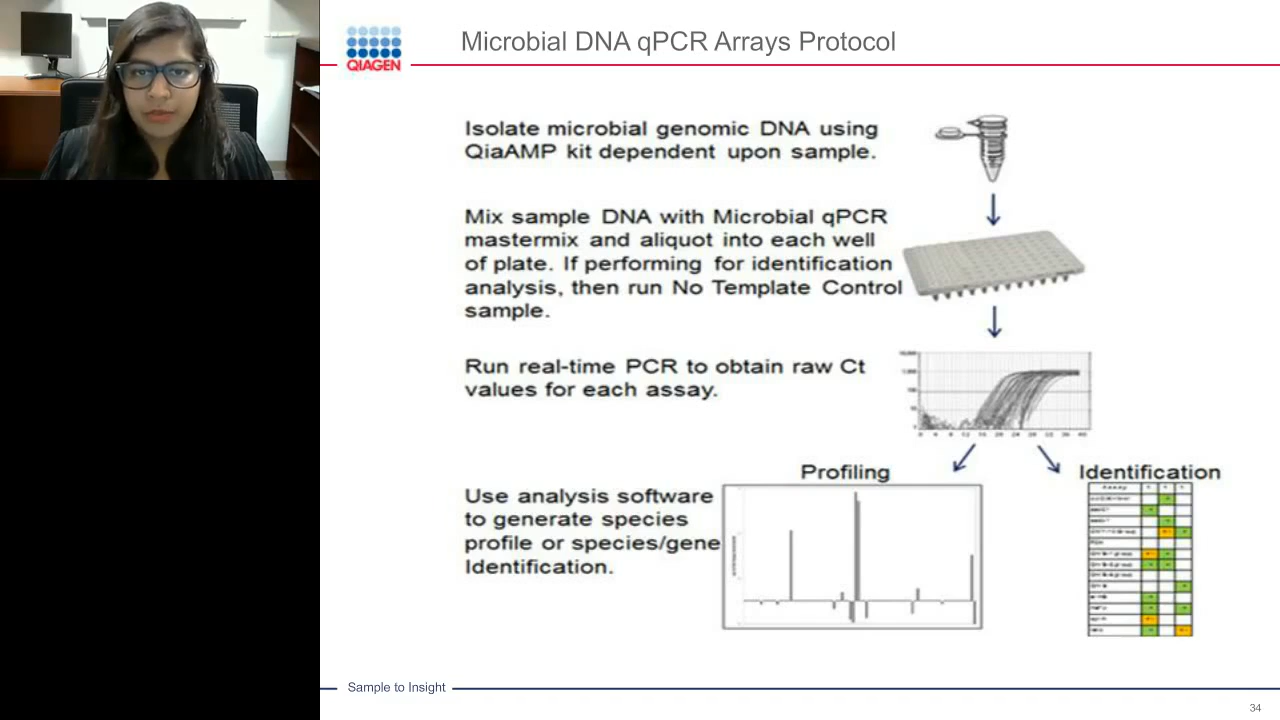 QIAGEN
Microbial DNA qPCR Arrays Protocol
Isolate microbial genomic DNA using
QiaAMP kit dependent upon sample.
Mix sample DNA with Microbial qPCR
mastermix and aliquot into each well
of plate. If performing for identification
analysis, then run No Template Control
sample.
Run real-time PCR to obtain raw Ct
values for each assay.
Profiling
Identification
Use analysis software
to generate species
profile or species/gene
Identification.
Sample to Insight
34